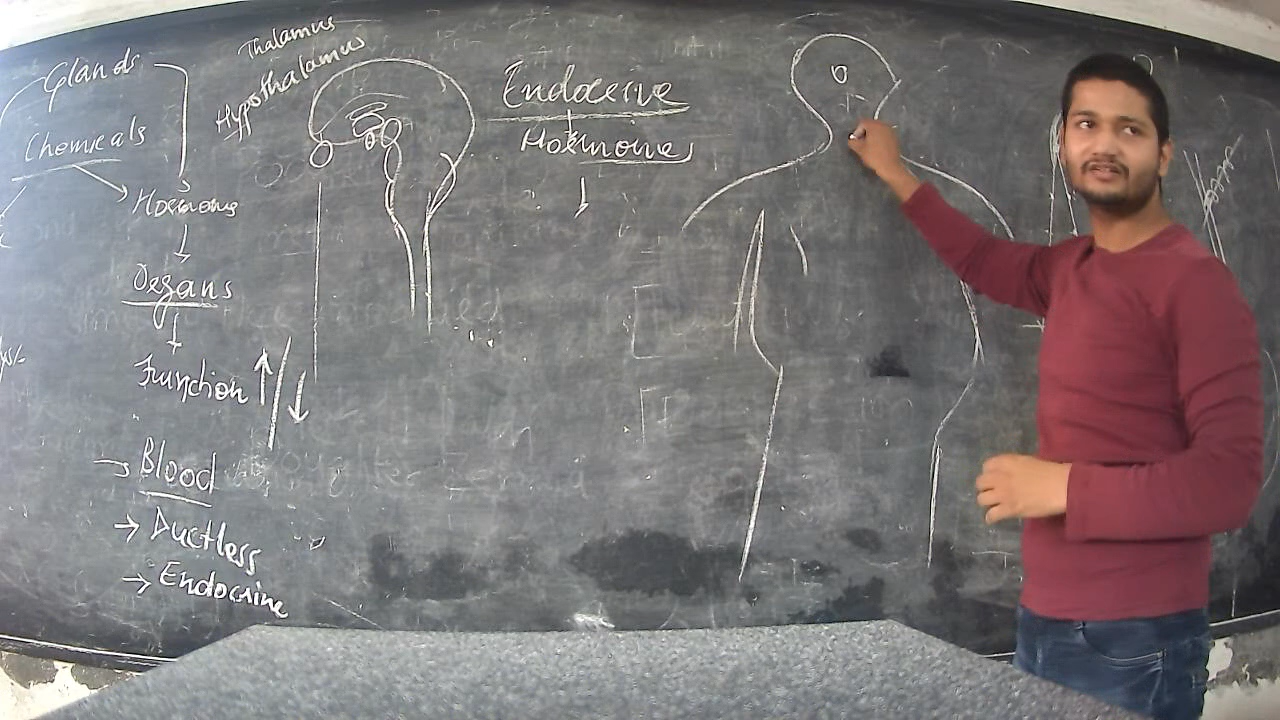 Glands
Chemicals
Hormone
Organs
Function
Blood
Ductless
Endocrine
Thalamus
Hypothalamus
Endocrine
Hormones